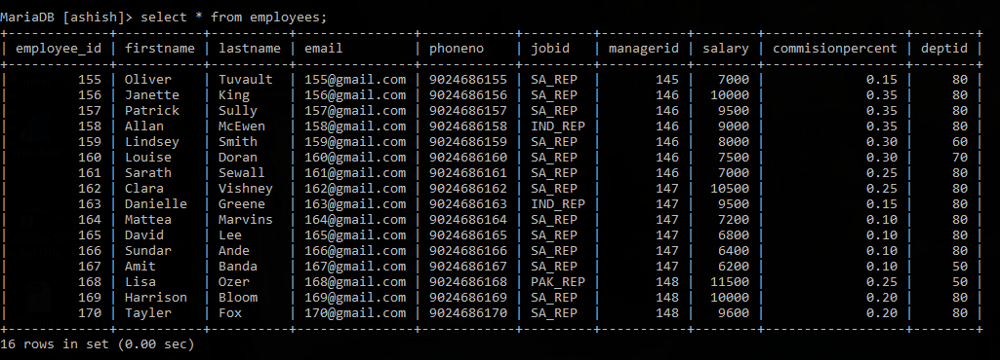 MariaDB [ashish]> select * from employees;
+-------------+-----------+----------+---------------+------------+---------+-----------+--------+------------------+--------+
| employee_id | firstname | lastname | email         | phoneno    | jobid   | managerid | salary | commisionpercent | deptid |
+-------------+-----------+----------+---------------+------------+---------+-----------+--------+------------------+--------+
|         155 | Oliver    | Tuvault  | 155@gmail.com | 9024686155 | SA_REP  |       145 |   7000 |             0.15 |     80 |
|         156 | Janette   | King     | 156@gmail.com | 9024686156 | SA_REP  |       146 |  10000 |             0.35 |     80 |
|         157 | Patrick   | Sully    | 157@gmail.com | 9024686157 | SA_REP  |       146 |   9500 |             0.35 |     80 |
|         158 | Allan     | McEwen   | 158@gmail.com | 9024686158 | IND_REP |       146 |   9000 |             0.35 |     80 |
|         159 | Lindsey   | Smith    | 159@gmail.com | 9024686159 | SA_REP  |       146 |   8000 |             0.30 |     60 |
|         160 | Louise    | Doran    | 160@gmail.com | 9024686160 | SA_REP  |       146 |   7500 |             0.30 |     70 |
|         161 | Sarath    | Sewall   | 161@gmail.com | 9024686161 | SA_REP  |       146 |   7000 |             0.25 |     80 |
|         162 | Clara     | Vishney  | 162@gmail.com | 9024686162 | SA_REP  |       147 |  10500 |             0.25 |     80 |
|         163 | Danielle  | Greene   | 163@gmail.com | 9024686163 | IND_REP |       147 |   9500 |             0.15 |     80 |
|         164 | Mattea    | Marvins  | 164@gmail.com | 9024686164 | SA_REP  |       147 |   7200 |             0.10 |     80 |
|         165 | David     | Lee      | 165@gmail.com | 9024686165 | SA_REP  |       147 |   6800 |             0.10 |     80 |
|         166 | Sundar    | Ande     | 166@gmail.com | 9024686166 | SA_REP  |       147 |   6400 |             0.10 |     80 |
|         167 | Amit      | Banda    | 167@gmail.com | 9024686167 | SA_REP  |       147 |   6200 |             0.10 |     50 |
|         168 | Lisa      | Ozer     | 168@gmail.com | 9024686168 | PAK_REP |       148 |  11500 |             0.25 |     50 |
|         169 | Harrison  | Bloom    | 169@gmail.com | 9024686169 | SA_REP  |       148 |  10000 |             0.20 |     80 |
|         170 | Tayler    | Fox      | 170@gmail.com | 9024686170 | SA_REP  |       148 |   9600 |             0.20 |     80 |
+-------------+-----------+----------+---------------+------------+---------+-----------+--------+------------------+--------+
16 rows in set (0.00 sec)